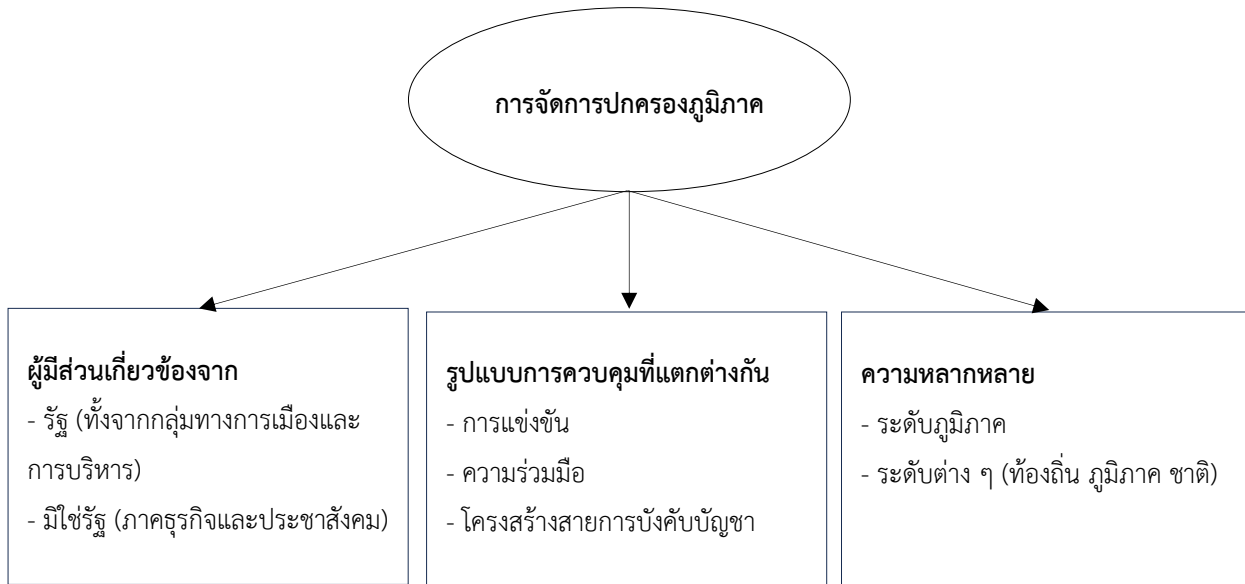 การจัดการปกครองภูมิภาค
ผู้มีส่วนเกี่ยวข้องจาก
- รัฐ (ทั้งจากกลุ่มทางการเมืองและ
การบริหาร)
- มิใช่รัฐ (ภาคธุรกิจและประชาสังคม)
รูปแบบการควบคุมที่แตกต่างกัน
- การแข่งขัน
- ความร่วมมือ
- โครงสร้างสายการบังคับบัญชา
ความหลากหลาย
- ระดับภูมิภาค
- ระดับต่าง ๆ (ท้องถิ่น ภูมิภาค ชาติ)